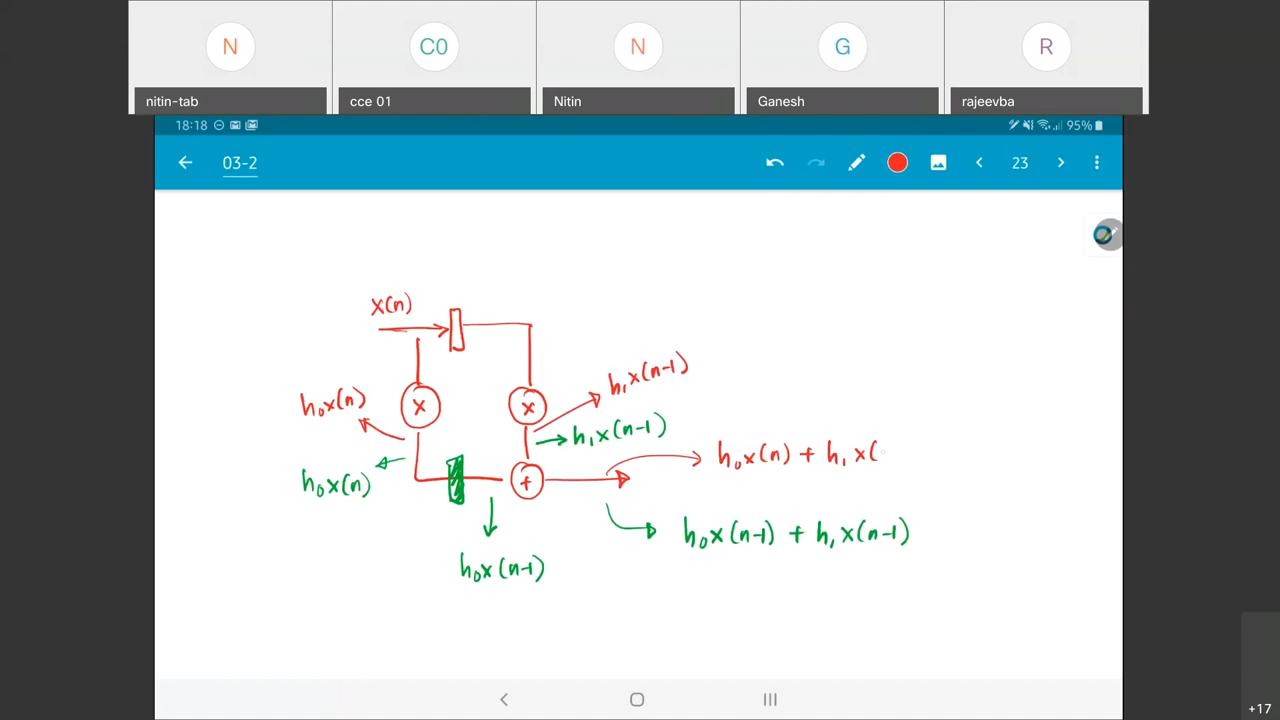 N
C0
N
G
R
nitin-tab
cce 01
Nitin
Ganesh
rajeevba
18:18
95%
03-2
23
x(n)
h₁x(n-1)
h₀x(n)
x
x
h₁x(n-1)
h₀x(n) + h₁ x(
h₀x(n)
+
h₀x(n-1) + h₁x(n-1)
h₀x(n-1)
+17